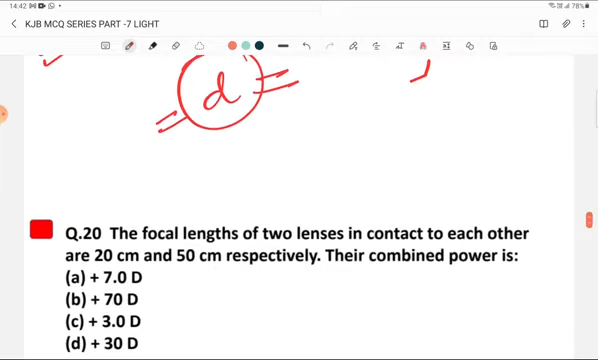 14:42
78%
KJB MCQ SERIES PART -7 LIGHT
d
Q.20 The focal lengths of two lenses in contact to each other
are 20 cm and 50 cm respectively. Their combined power is:
(a) + 7.0 D
(b) + 70 D
(c) + 3.0 D
(d) + 30 D